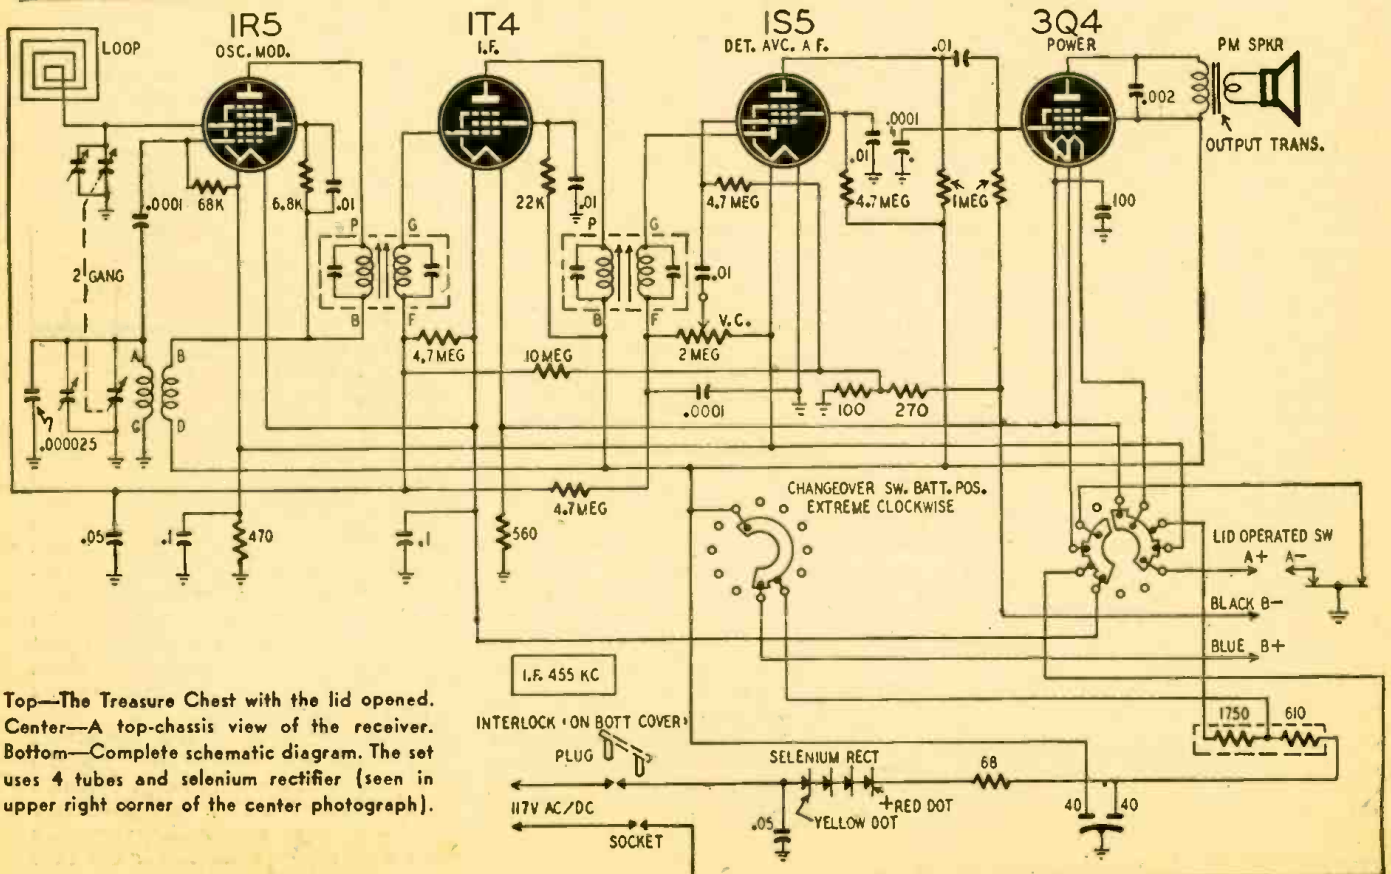 1R5
OSC. MOD.
1T4
I.F.
1S5
DET. AVC. A F.
3Q4
POWER
PM SPKR
LOOP
.01
.002
OUTPUT TRANS.
.0001
68K
6.8K
.01
22K
.01
4.7 MEG
.01
.0001
4.7 MEG
1MEG
100
2 GANG
P
G
B
F
P
G
B
F
.01
V.C.
2 MEG
4.7 MEG
10 MEG
.0001
100
270
A
B
G
D
.000025
4.7MEG
CHANGEOVER SW. BATT. POS.
EXTREME CLOCKWISE
.05
.1
470
.1
560
LID OPERATED SW
A+
A-
BLACK B-
BLUE B+
I.F. 455 KC
Top—The Treasure Chest with the lid opened.
Center—A top-chassis view of the receiver.
Bottom—Complete schematic diagram. The set
uses 4 tubes and selenium rectifier (seen in
upper right corner of the center photograph).
INTERLOCK (ON BOTT COVER)
PLUG
117V AC/DC
SOCKET
SELENIUM RECT
+RED DOT
YELLOW DOT
.05
68
1750
610
40
40